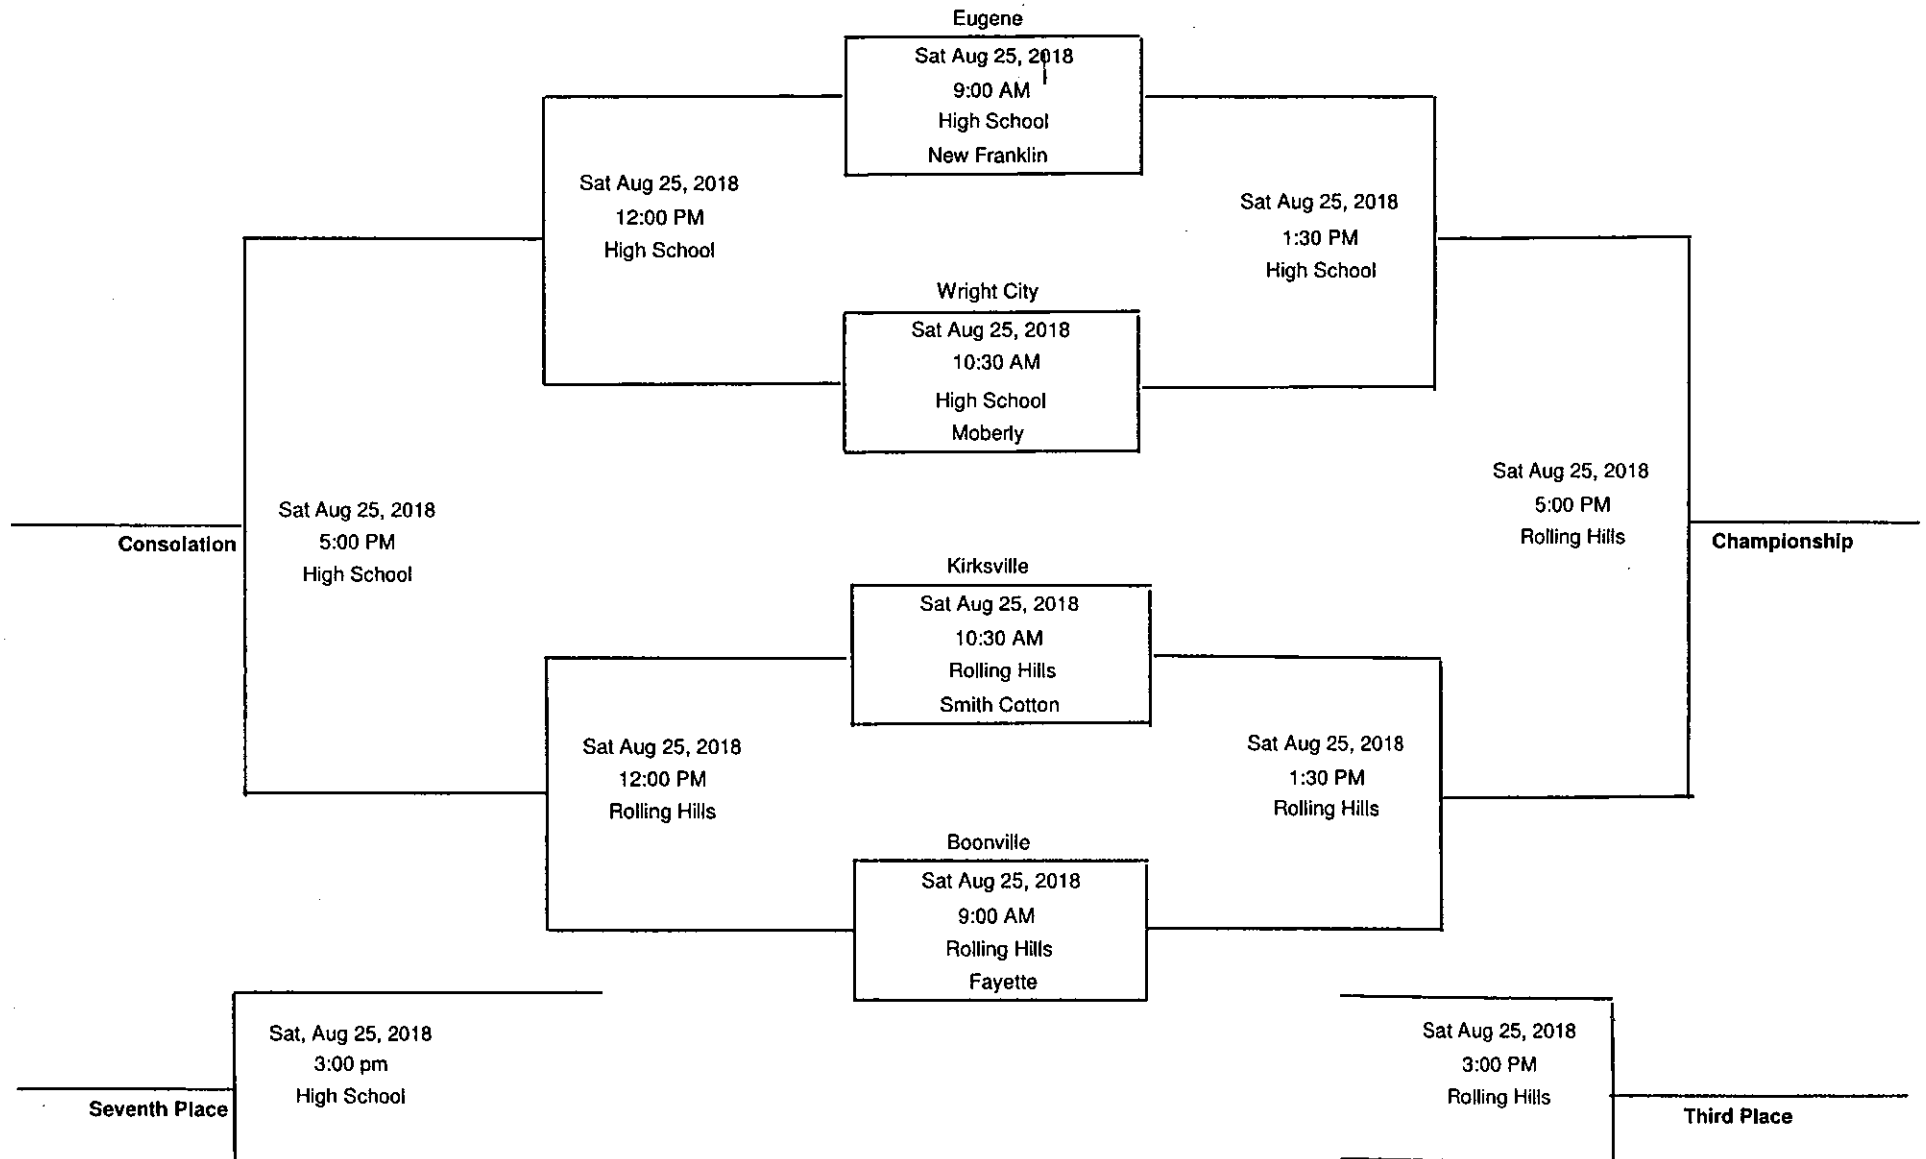 Eugene
Sat Aug 25, 2018
9:00 AM
High School
New Franklin
Sat Aug 25, 2018
12:00 PM
High School
Sat Aug 25, 2018
1:30 PM
High School
Wright City
Sat Aug 25, 2018
10:30 AM
High School
Moberly
Sat Aug 25, 2018
5:00 PM
High School
Consolation
Sat Aug 25, 2018
5:00 PM
Rolling Hills
Championship
Kirksville
Sat Aug 25, 2018
10:30 AM
Rolling Hills
Smith Cotton
Sat Aug 25, 2018
12:00 PM
Rolling Hills
Sat Aug 25, 2018
1:30 PM
Rolling Hills
Boonville
Sat Aug 25, 2018
9:00 AM
Rolling Hills
Fayette
Sat, Aug 25, 2018
3:00 pm
High School
Seventh Place
Sat Aug 25, 2018
3:00 PM
Rolling Hills
Third Place